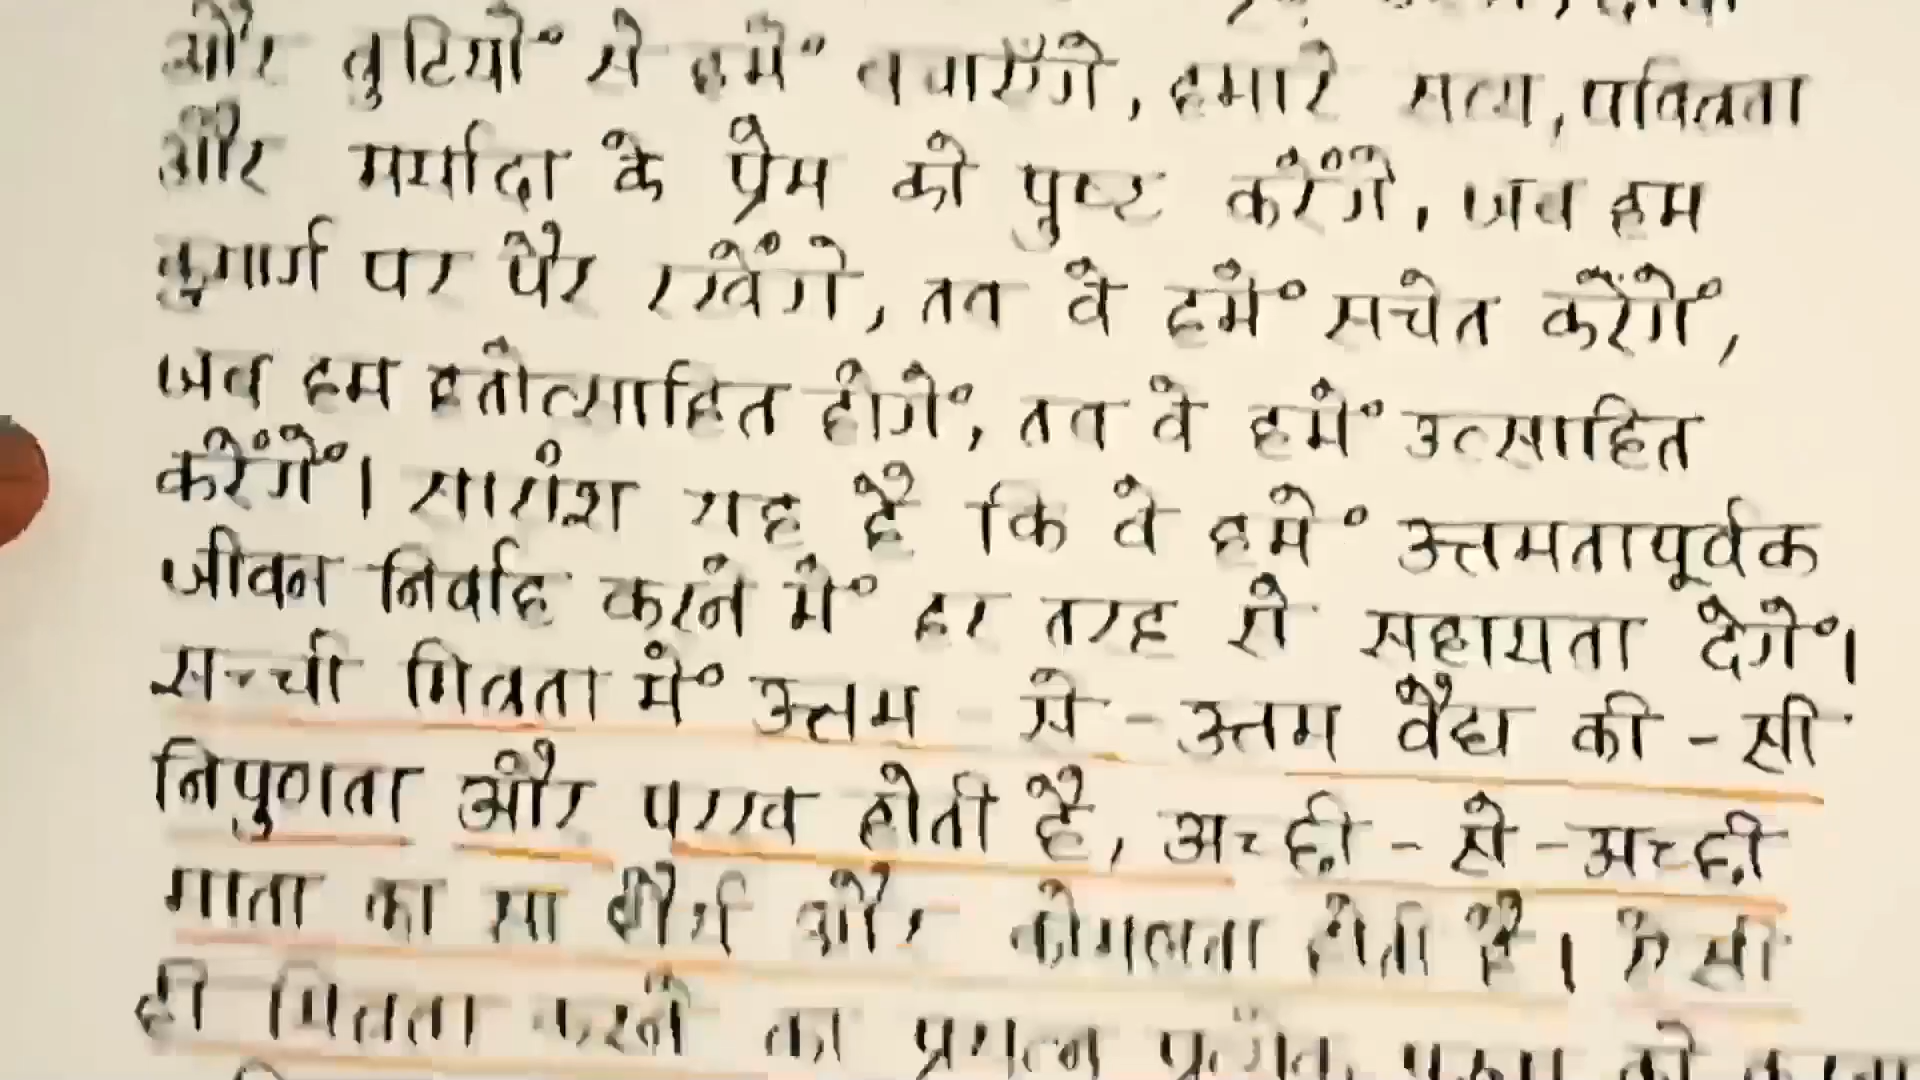 और त्रुटियों से हमें बचाएँगे, हमारे सत्य, पवित्रता
और मर्यादा के प्रेम को पुष्ट करेंगे, जब हम
कुमार्ग पर पैर रखेंगे, तब वे हमें सचेत करेंगें,
जब हम हतोत्साहित होगें, तब वे हमें उत्साहित
करेंगें। सारांश यह है कि वे हमें उत्तमतापूर्वक
जीवन निर्वाह करने में हर तरह से सहायता देगें।
सच्ची मित्रता में उत्तम - से - उत्तम वैद्य की - सी
निपुणता और परख होती है, अच्छी - से - अच्छी
माता का सा धैर्य और कोमलता होती है। ऐसी
ही मित्रता करने का प्रयत्न प्रत्येक पुरुष को